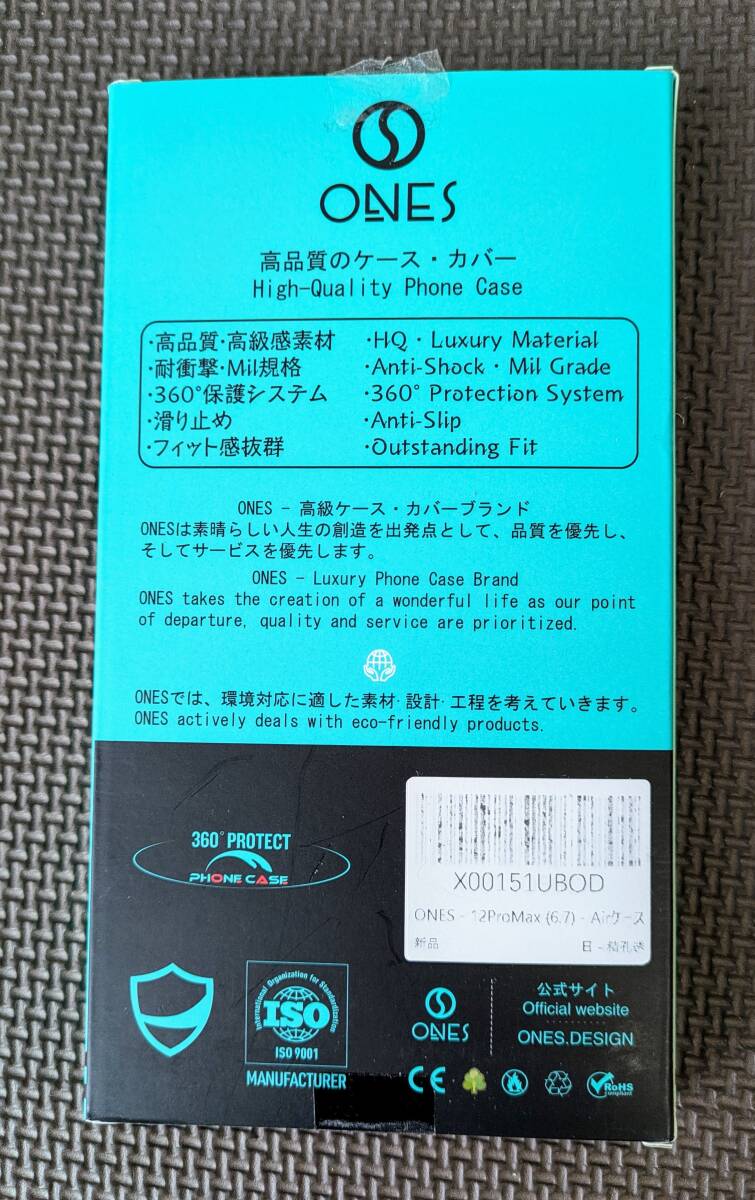 ONES
高品質のケース・カバー
High-Quality Phone Case
・高品質・高級感素材
・耐衝撃・Mil規格
・360°保護システム
・滑り止め
・フィット感抜群
・HQ・Luxury Material
・Anti-Shock・Mil Grade
・360° Protection System
・Anti-Slip
・Outstanding Fit
ONES - 高級ケース・カバーブランド
ONESは素晴らしい人生の創造を出発点として、品質を優先し、
そしてサービスを優先します。
ONES - Luxury Phone Case Brand
ONES takes the creation of a wonderful life as our point
of departure, quality and service are prioritized.
ONESでは、環境対応に適した素材・設計・工程を考えていきます。
ONES actively deals with eco-friendly products.
360° PROTECT
PHONE CASE
X00151UBOD
ONES - 12ProMax (6.7) - Airケース
新品
日 - 精孔透
International Organization for Standardization
ISO
ISO 9001
MANUFACTURER
ONES
公式サイト
Official website
ONES.DESIGN
CE
RoHS
compliant